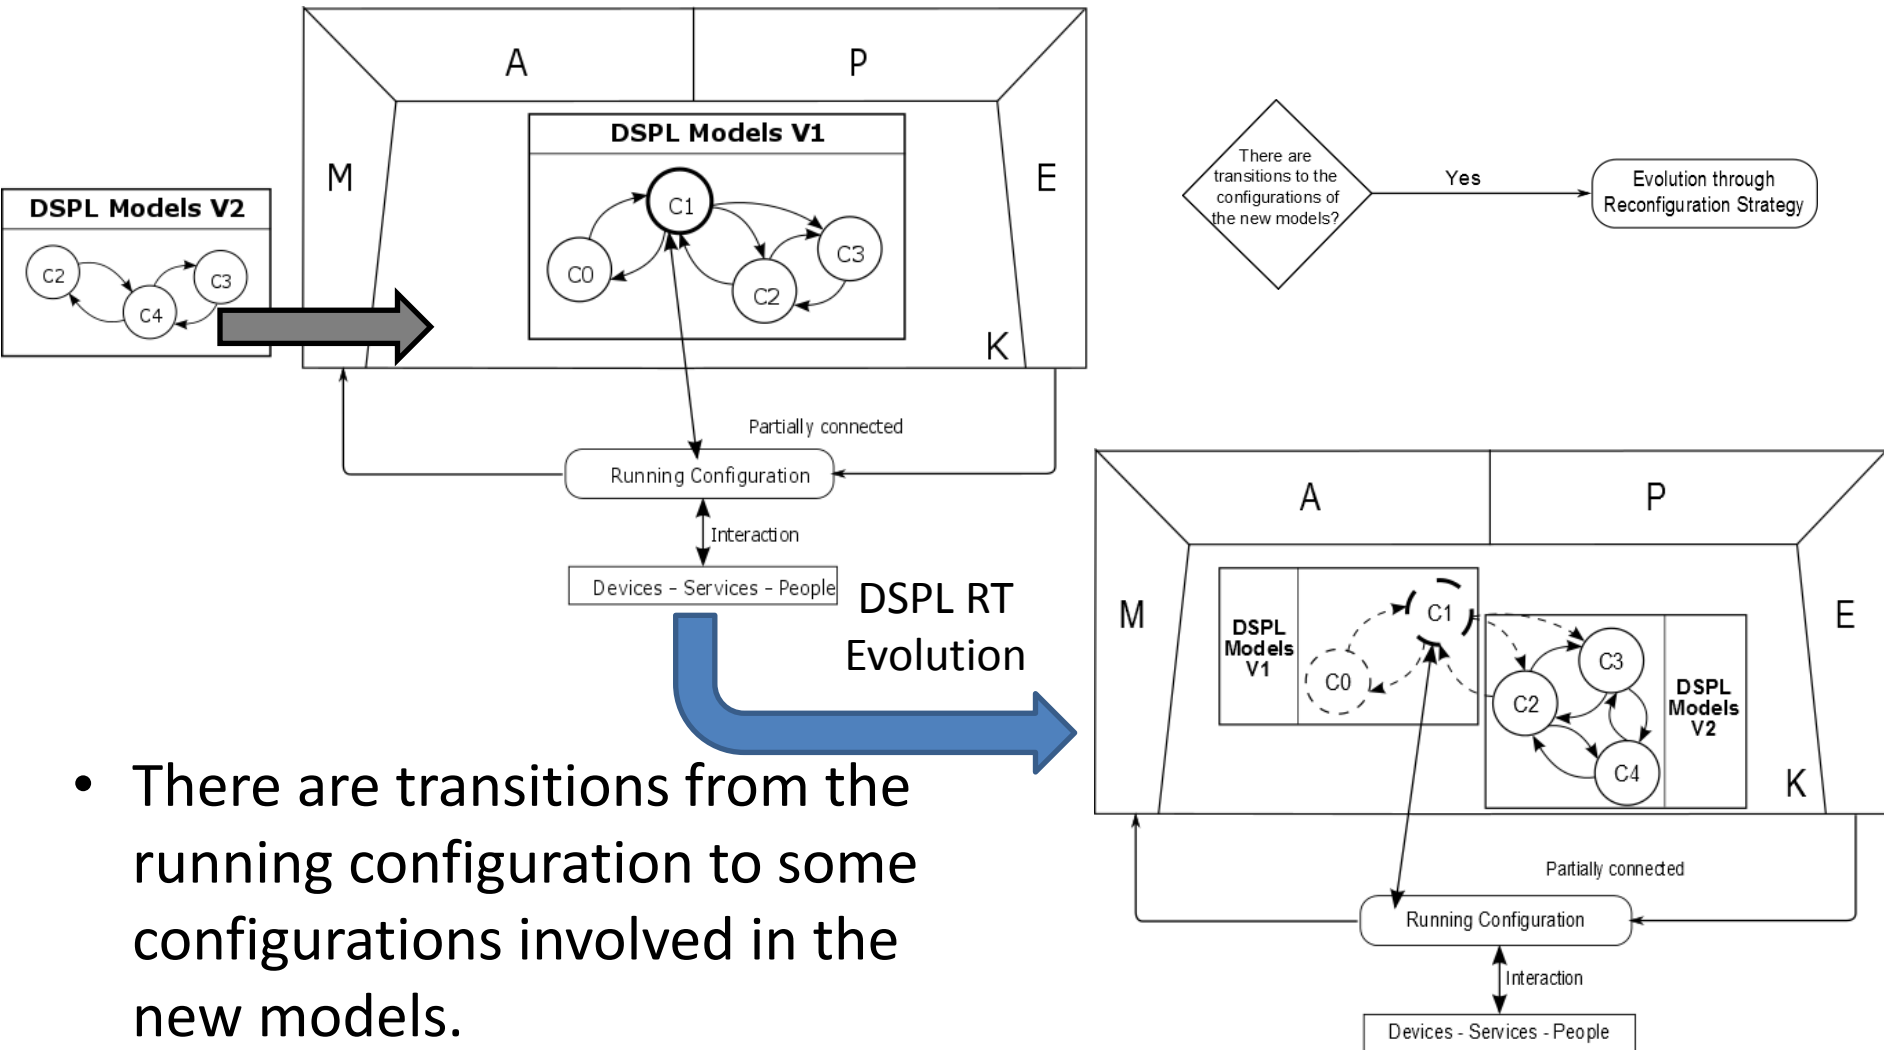 A
P
DSPL Models V1
M
E
C1
C0
C3
C2
K
DSPL Models V2
C2
C3
C4
There are
transitions to the
configurations of
the new models?
Yes
Evolution through
Reconfiguration Strategy
Partially connected
Running Configuration
Interaction
Devices - Services - People
DSPL RT
Evolution
A
P
M
E
DSPL
Models
V1
C1
C0
C3
C2
C4
DSPL
Models
V2
K
Partially connected
Running Configuration
Interaction
Devices - Services - People
• There are transitions from the
running configuration to some
configurations involved in the
new models.